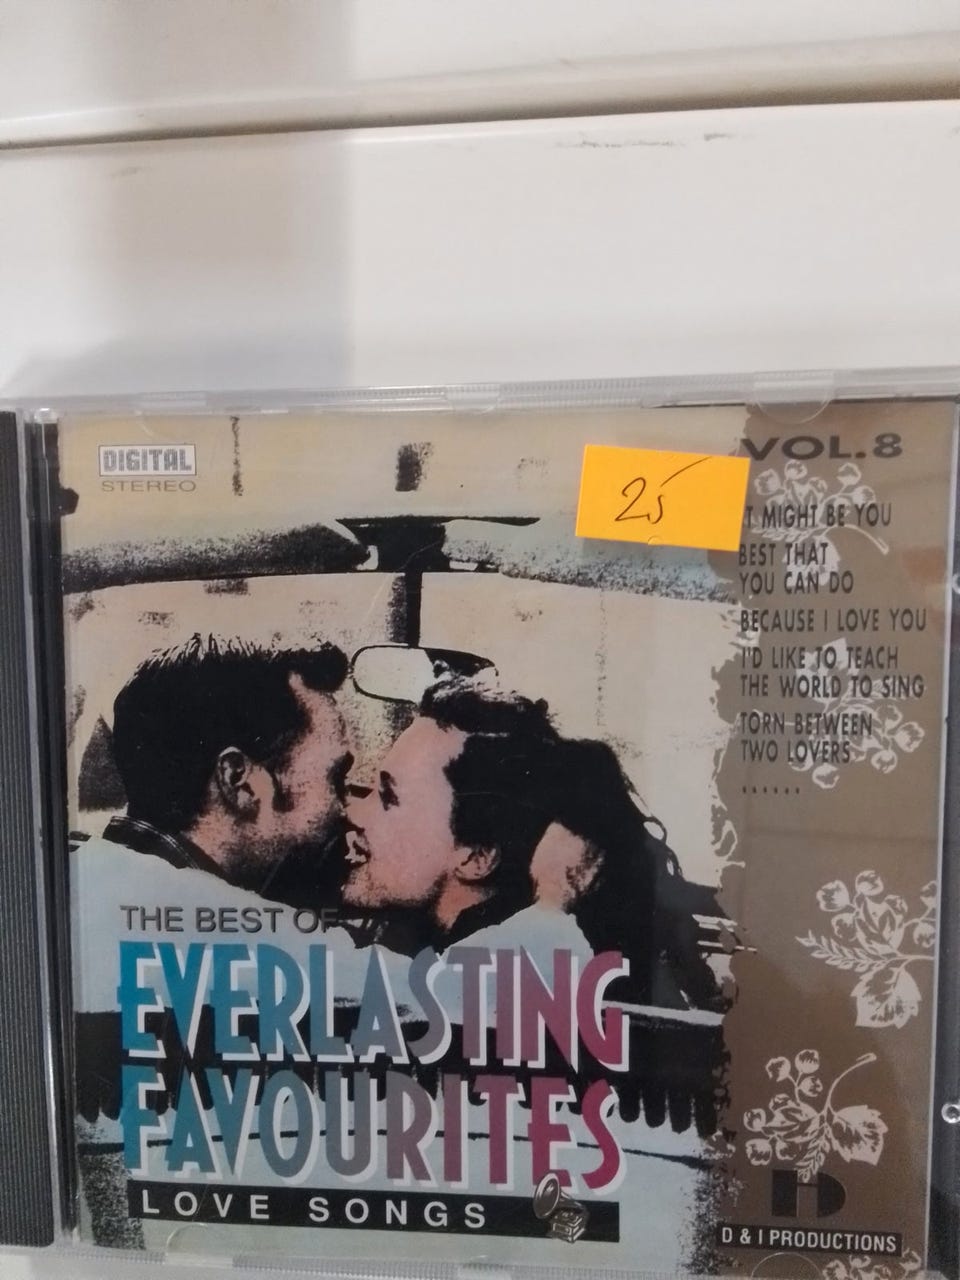 DIGITAL
STEREO
25
VOL.8
IT MIGHT BE YOU
BEST THAT
YOU CAN DO
BECAUSE I LOVE YOU
I'D LIKE TO TEACH
THE WORLD TO SING
TORN BETWEEN
TWO LOVERS
......
THE BEST OF
EVERLASTING
FAVOURITES
LOVE SONGS
D & I PRODUCTIONS